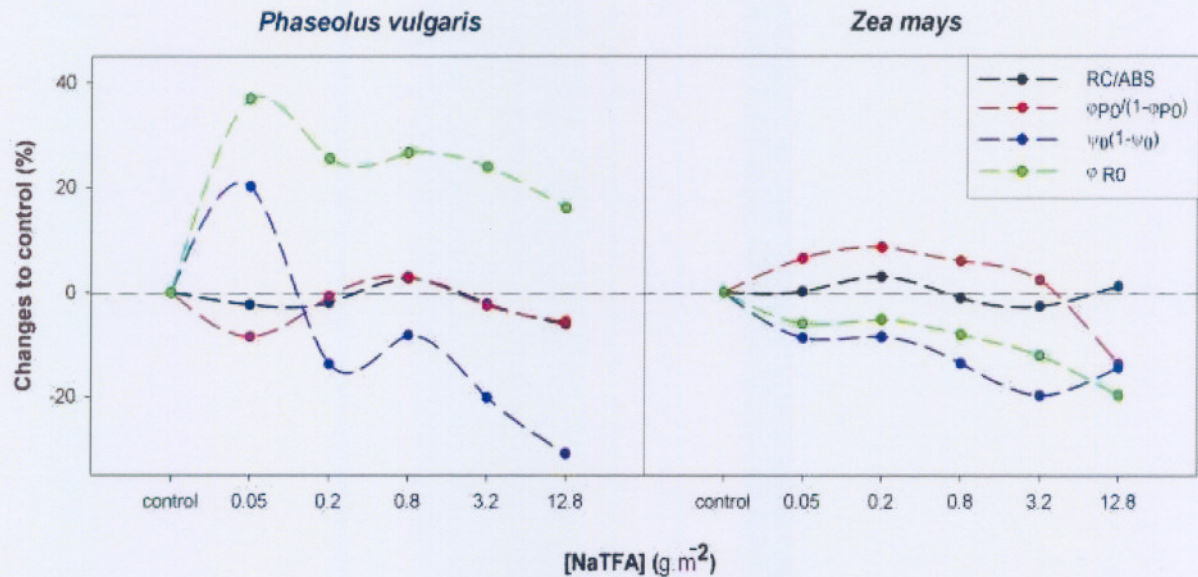 Phaseolus vulgaris
Zea mays
RC/ABS
φP0/(1-φP0)
ψ0(1-ψ0)
φ R0
Changes to control (%)
40
20
0
-20
control 0.05 0.2 0.8 3.2 12.8
control 0.05 0.2 0.8 3.2 12.8
[NaTFA] (g.m⁻²)